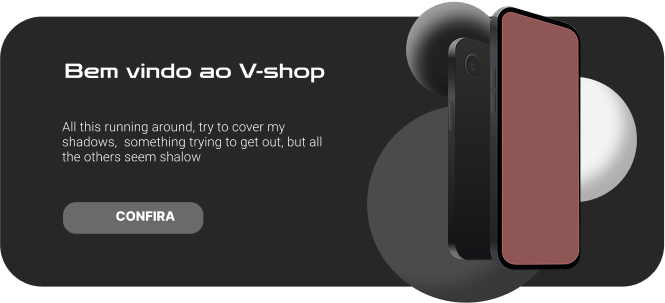 Bem vindo ao V-shop
All this running around, try to cover my
shadows,  something trying to get out, but all
the others seem shalow
CONFIRA